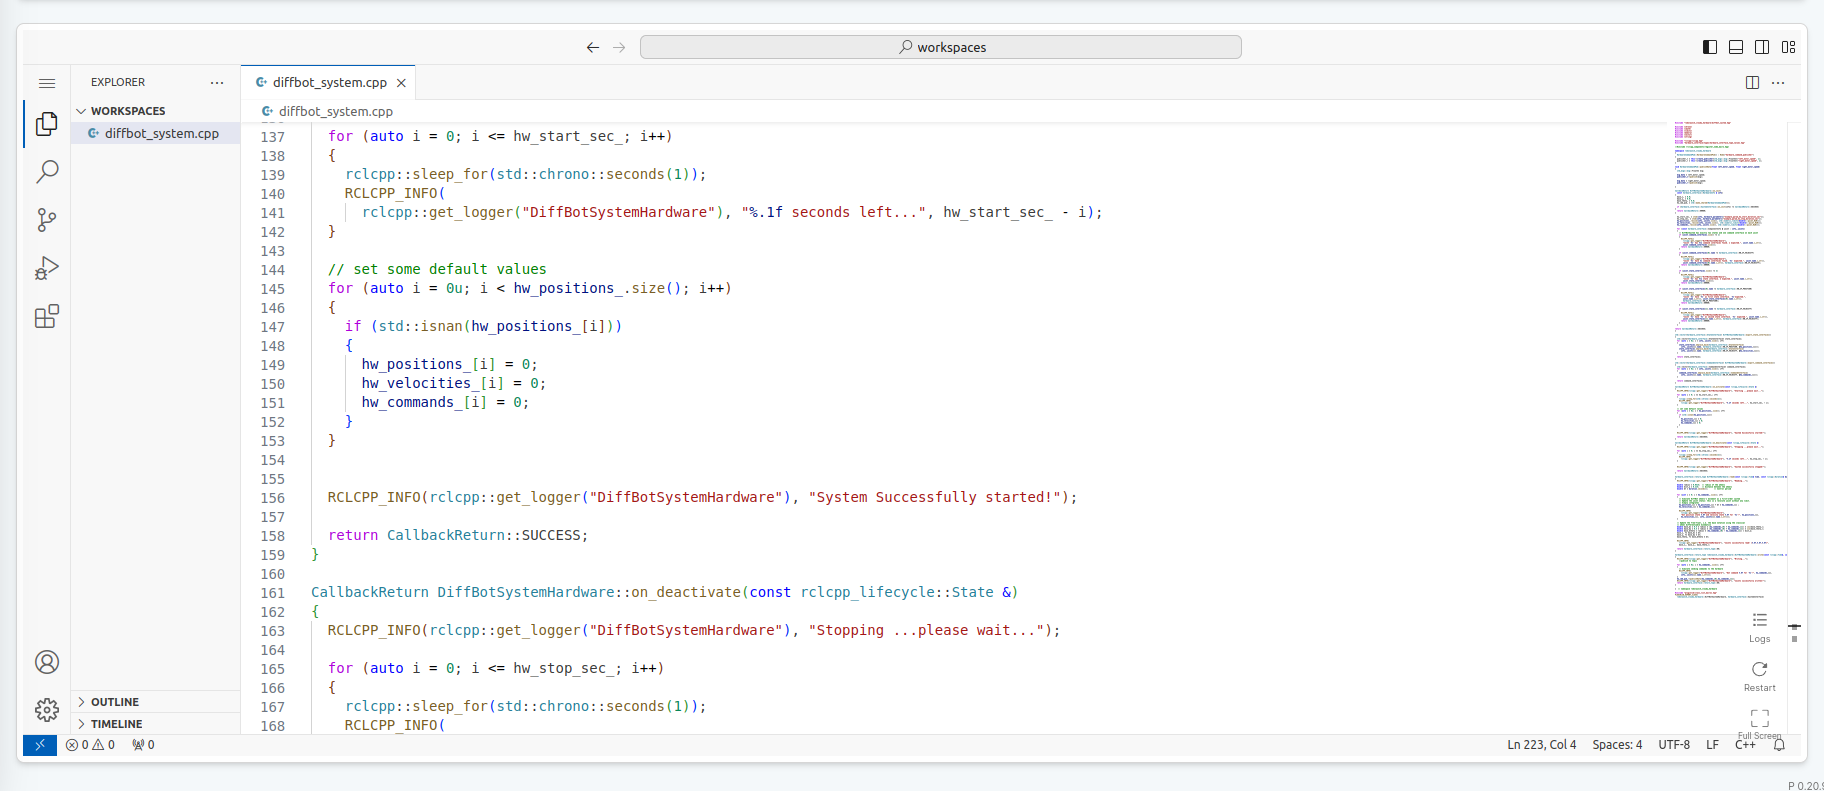 workspaces
EXPLORER
diffbot_system.cpp
WORKSPACES
diffbot_system.cpp
diffbot_system.cpp
137 for (auto i = 0; i <= hw_start_sec_; i++)
138 {
139 rclcpp::sleep_for(std::chrono::seconds(1));
140 RCLCPP_INFO(
141 rclcpp::get_logger("DiffBotSystemHardware"), "%.1f seconds left...", hw_start_sec_ - i);
142 }
143
144 // set some default values
145 for (auto i = 0u; i < hw_positions_.size(); i++)
146 {
147 if (std::isnan(hw_positions_[i]))
148 {
149 hw_positions_[i] = 0;
150 hw_velocities_[i] = 0;
151 hw_commands_[i] = 0;
152 }
153 }
154
155
156 RCLCPP_INFO(rclcpp::get_logger("DiffBotSystemHardware"), "System Successfully started!");
157
158 return CallbackReturn::SUCCESS;
159 }
160
161 CallbackReturn DiffBotSystemHardware::on_deactivate(const rclcpp_lifecycle::State &)
162 {
163 RCLCPP_INFO(rclcpp::get_logger("DiffBotSystemHardware"), "Stopping ...please wait...");
164
165 for (auto i = 0; i <= hw_stop_sec_; i++)
166 {
167 rclcpp::sleep_for(std::chrono::seconds(1));
168 RCLCPP_INFO(
Logs
Restart
Full Screen
OUTLINE
TIMELINE
0 0 0
Ln 223, Col 4 Spaces: 4 UTF-8 LF C++
P 0.20.